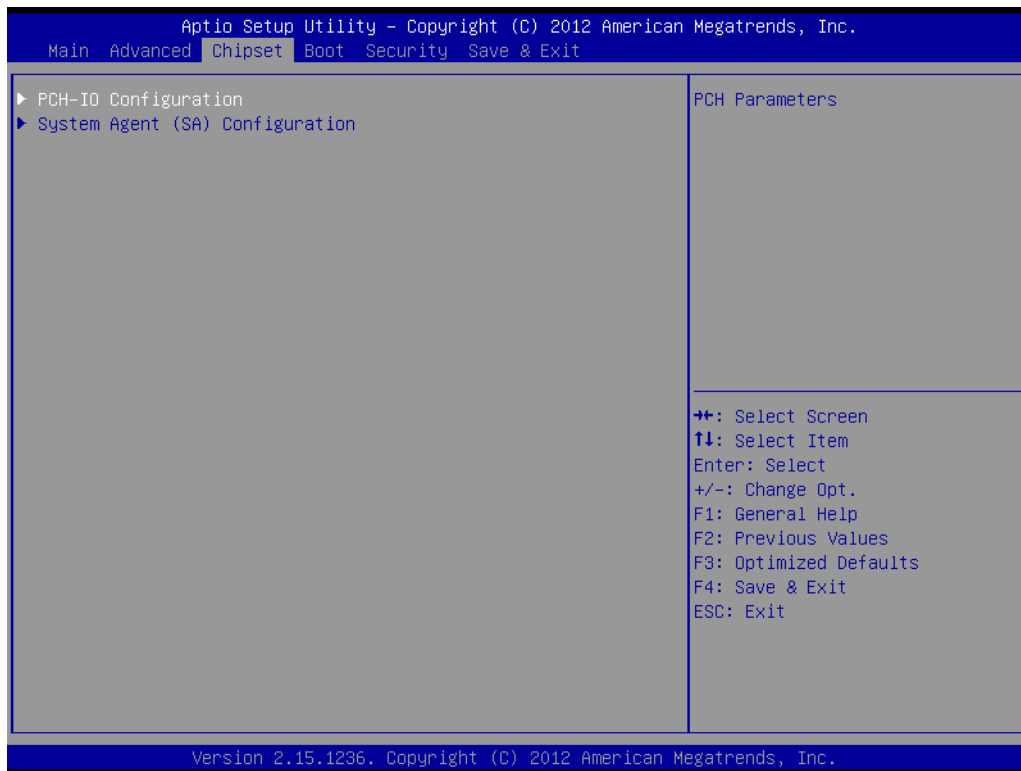 Aptio Setup Utility – Copyright (C) 2012 American Megatrends, Inc.
Main Advanced Chipset Boot Security Save & Exit
▶ PCH-IO Configuration
▶ System Agent (SA) Configuration
PCH Parameters
→←: Select Screen
↑↓: Select Item
Enter: Select
+/-: Change Opt.
F1: General Help
F2: Previous Values
F3: Optimized Defaults
F4: Save & Exit
ESC: Exit
Version 2.15.1236. Copyright (C) 2012 American Megatrends, Inc.